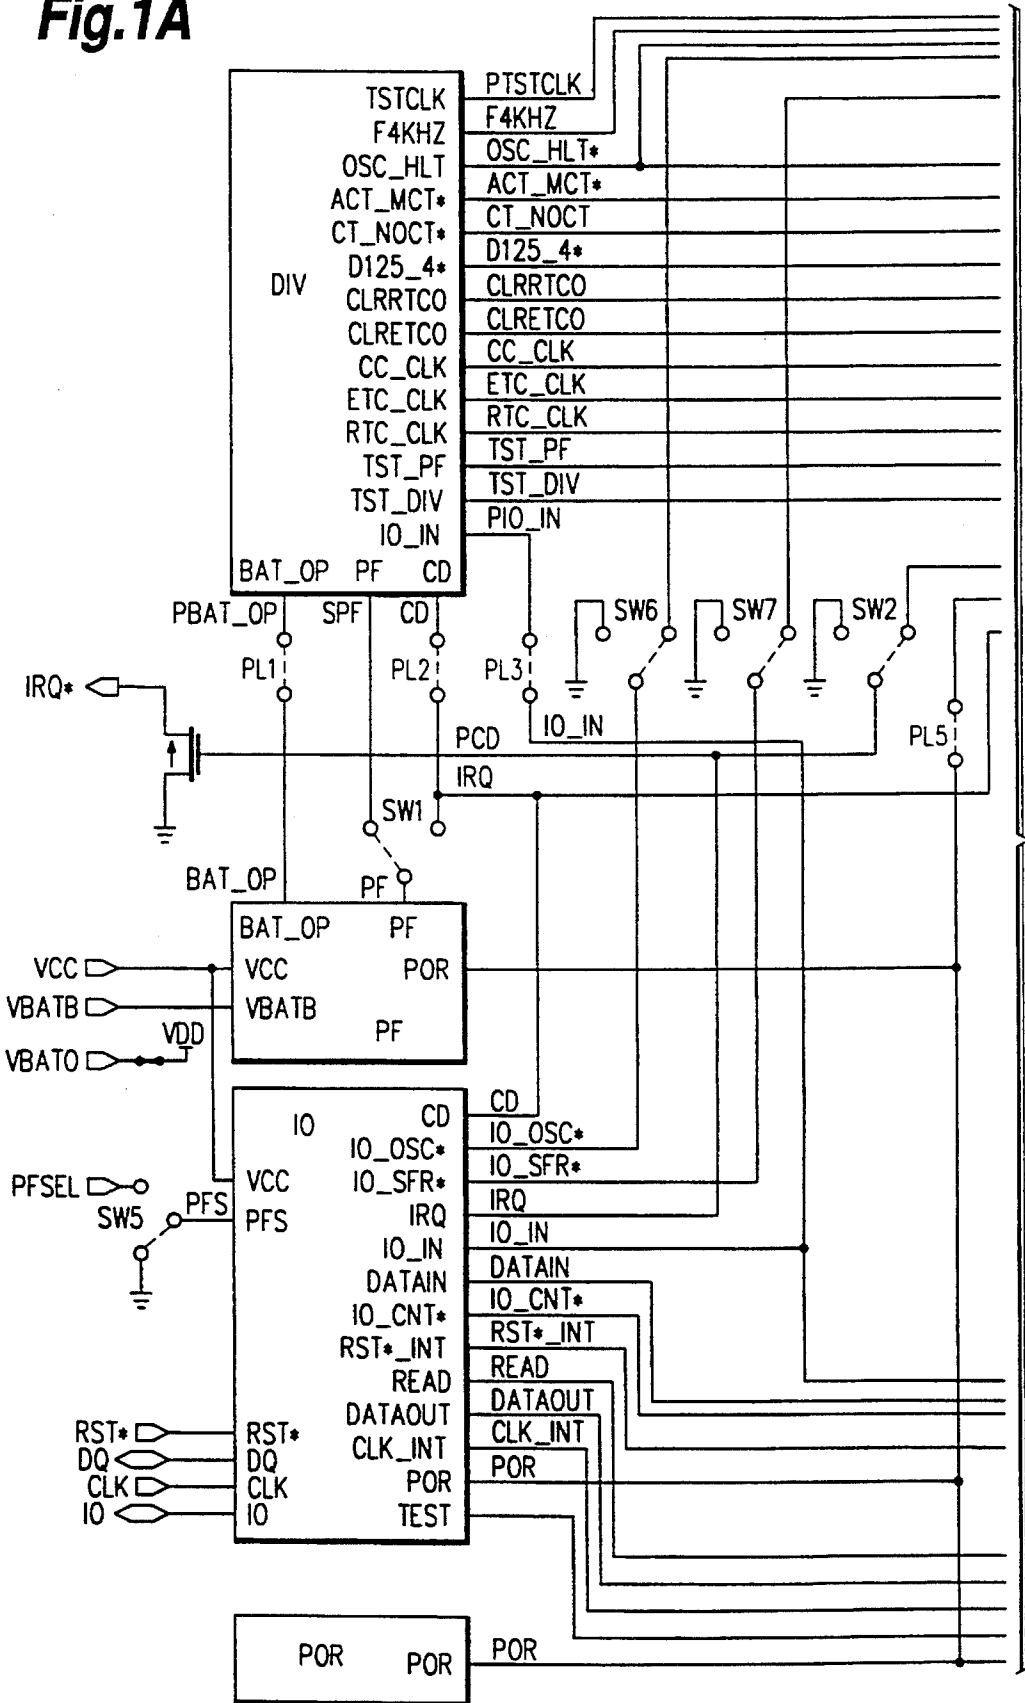 Fig.1A
TSTCLK PTSTCLK
F4KHZ F4KHZ
OSC_HLT OSC_HLT*
ACT_MCT* ACT_MCT*
CT_NOCT* CT_NOCT
D125_4* D125_4*
DIV
CLRRTCO CLRRTCO
CLRETCO CLRETCO
CC_CLK CC_CLK
ETC_CLK ETC_CLK
RTC_CLK RTC_CLK
TST_PF TST_PF
TST_DIV TST_DIV
IO_IN PIO_IN
BAT_OP PF CD
PBAT_OP SPF CD SW6 SW7 SW2
PL1 PL2 PL3
IRQ*
IO_IN
PCD PL5
IRQ
SW1
BAT_OP PF
BAT_OP PF
VCC VCC POR
VBATB VBATB
VDD PF
VBATO
IO CD CD
IO_OSC* IO_OSC*
PFSEL VCC IO_SFR* IO_SFR*
SW5 PFS PFS IRQ IRQ
IO_IN IO_IN
DATAIN DATAIN
IO_CNT* IO_CNT*
RST*_INT RST*_INT
READ READ
DATAOUT DATAOUT
RST* RST* CLK_INT CLK_INT
DQ DQ
CLK CLK POR POR
IO IO TEST
POR POR POR